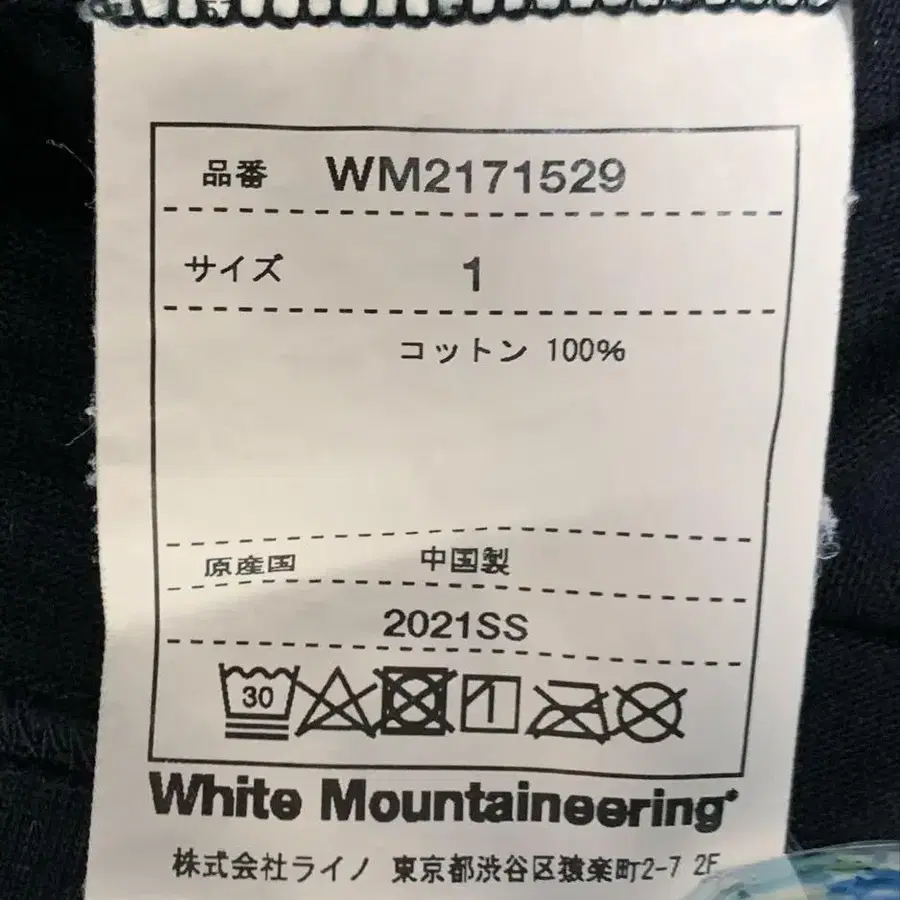 品番 WM2171529
サイズ 1
コットン 100%
原産国 中国製
2021SS
30
White Mountaineering
株式会社ライノ 東京都渋谷区猿楽町2-7 2F